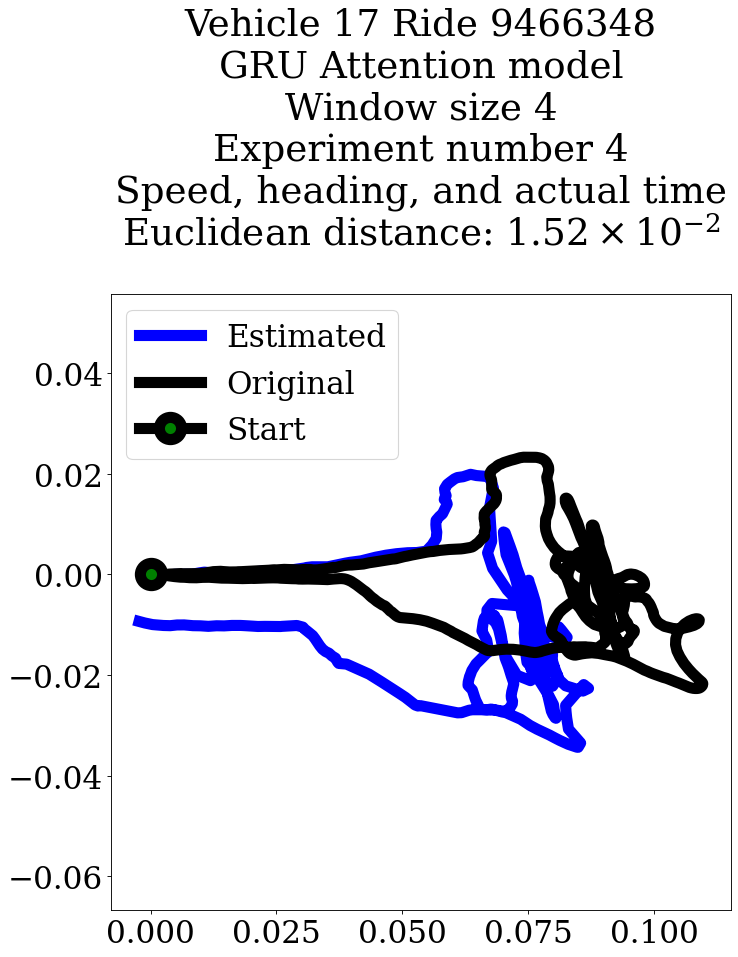 Vehicle 17 Ride 9466348
GRU Attention model
Window size 4
Experiment number 4
Speed, heading, and actual time
Euclidean distance: 1.52 × 10⁻²
Estimated
Original
Start
0.04
0.02
0.00
−0.02
−0.04
−0.06
0.000 0.025 0.050 0.075 0.100